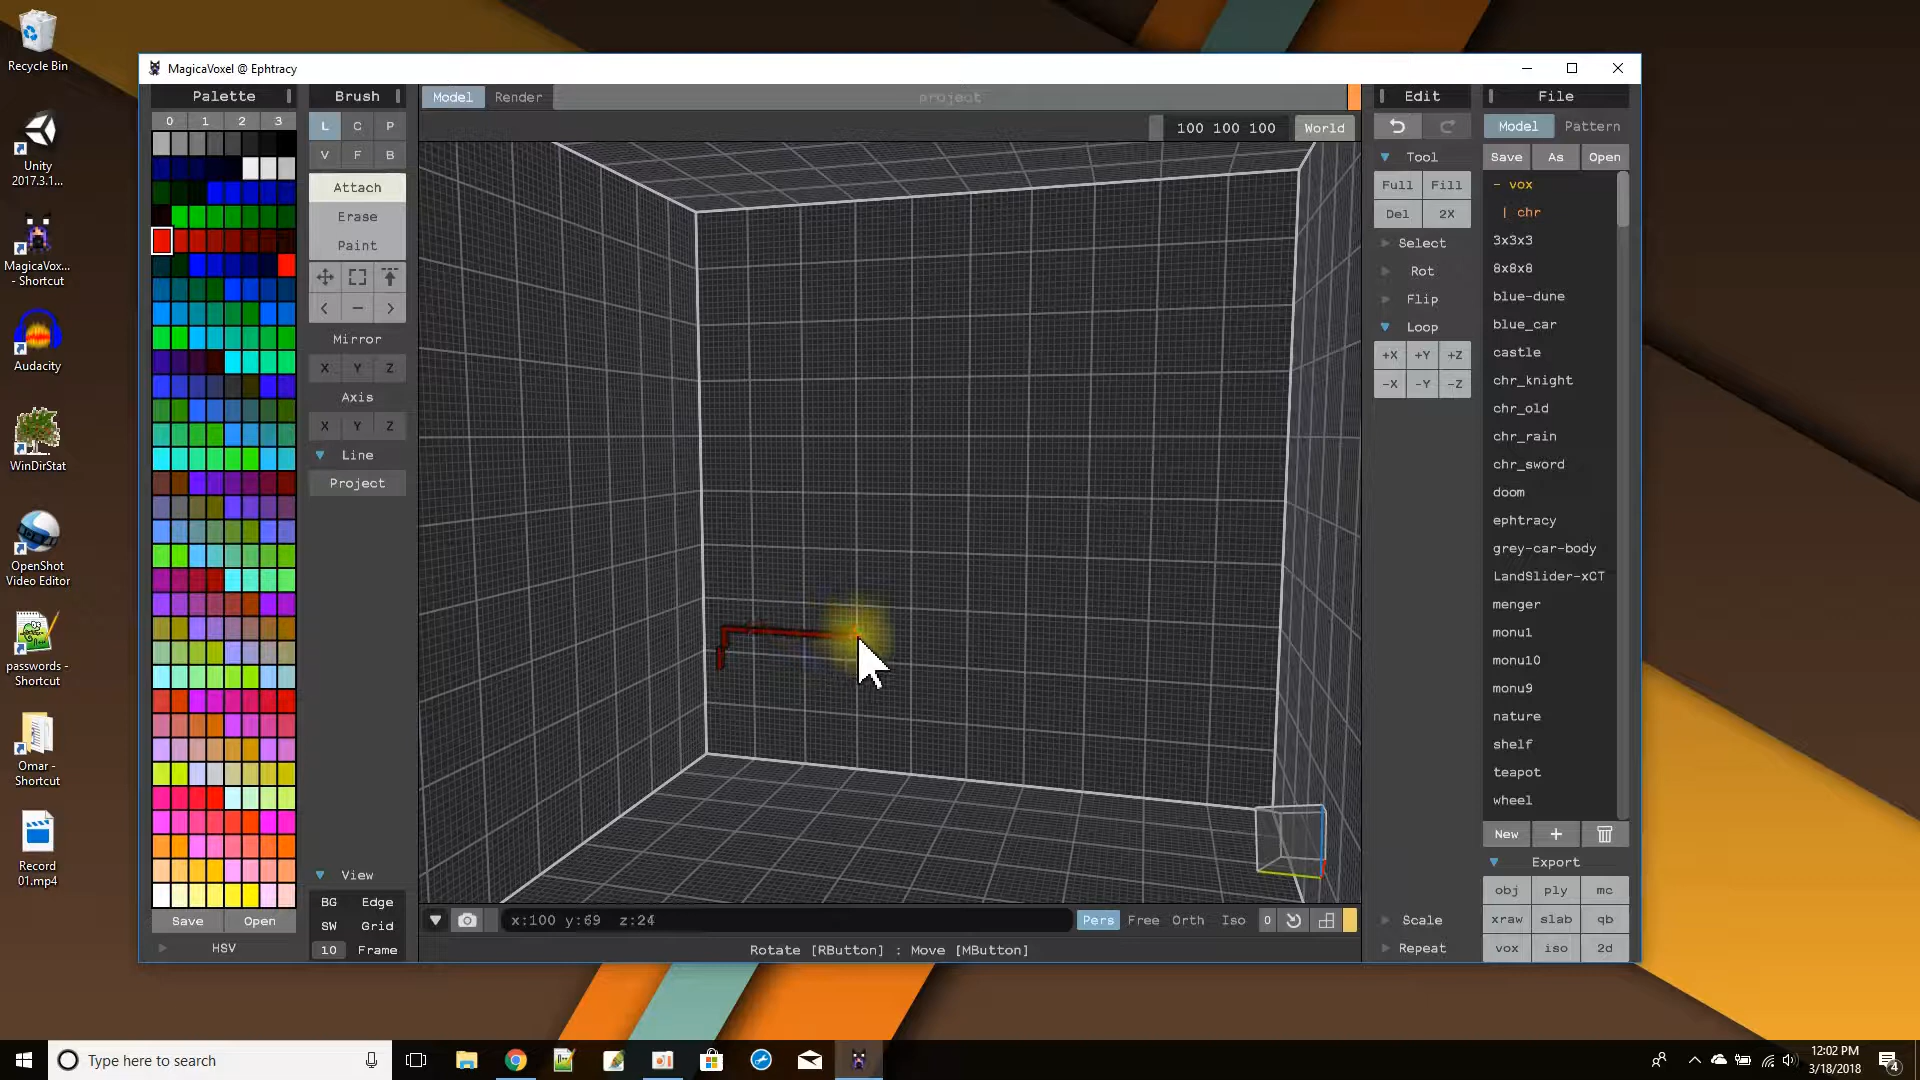 Recycle Bin
Unity
2017.3.1...
MagicaVox...
- Shortcut
Audacity
WinDirStat
OpenShot
Video Editor
passwords -
Shortcut
Omar -
Shortcut
Record
01.mp4
MagicaVoxel @ Ephtracy
Palette
0 1 2 3
Save Open
HSV
Brush
L C P
V F B
Attach
Erase
Paint
< - >
Mirror
X Y Z
Axis
X Y Z
Line
Project
View
BG Edge
SW Grid
10 Frame
Model Render project
100 100 100 World
x:100 y:69 z:24
Pers Free Orth Iso 0
Rotate [RButton] : Move [MButton]
Edit
Tool
Full Fill
Del 2X
Select
Rot
Flip
Loop
+X +Y +Z
-X -Y -Z
Scale
Repeat
File
Model Pattern
Save As Open
- vox
| chr
3x3x3
8x8x8
blue-dune
blue_car
castle
chr_knight
chr_old
chr_rain
chr_sword
doom
ephtracy
grey-car-body
LandSlider-xCT
menger
monu1
monu10
monu9
nature
shelf
teapot
wheel
New +
Export
obj ply mc
xraw slab qb
vox iso 2d
Type here to search
12:02 PM
3/18/2018
4